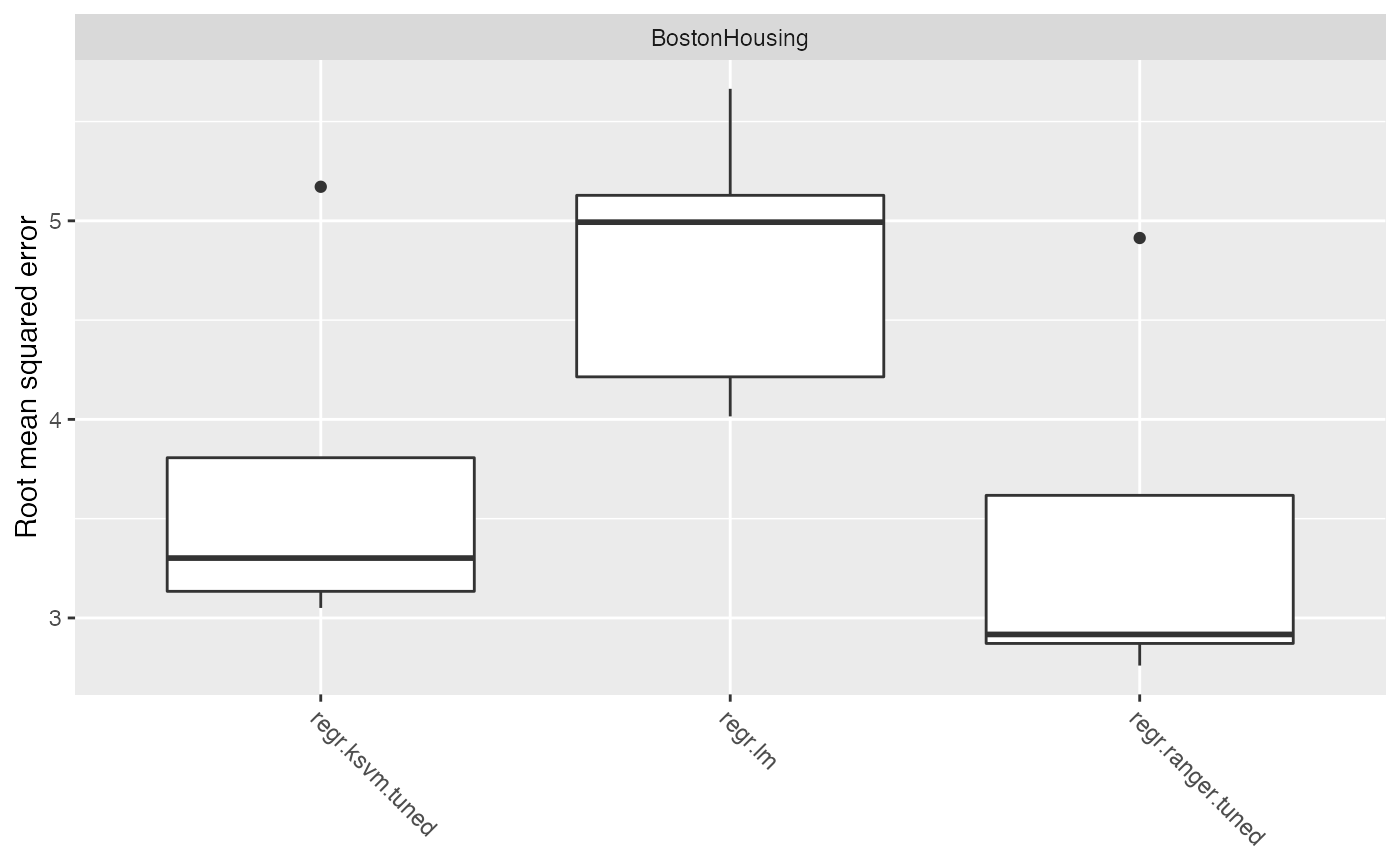 BostonHousing
Root mean squared error
5
4
3
regr.ksvm.tuned
regr.lm
regr.ranger.tuned